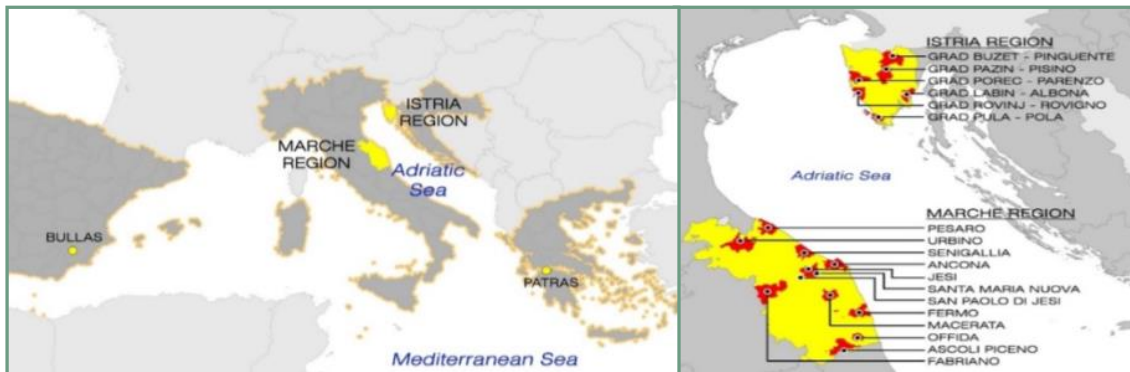 ISTRIA
REGION
MARCHE
REGION
Adriatic
Sea
BULLAS
PATRAS
Mediterranean Sea
ISTRIA REGION
GRAD BUZET - PINGUENTE
GRAD PAZIN - PISINO
GRAD POREC - PARENZO
GRAD LABIN - ALBONA
GRAD ROVINJ - ROVIGNO
GRAD PULA - POLA
Adriatic Sea
MARCHE REGION
PESARO
URBINO
SENIGALLIA
ANCONA
JESI
SANTA MARIA NUOVA
SAN PAOLO DI JESI
FERMO
MACERATA
OFFIDA
ASCOLI PICENO
FABRIANO